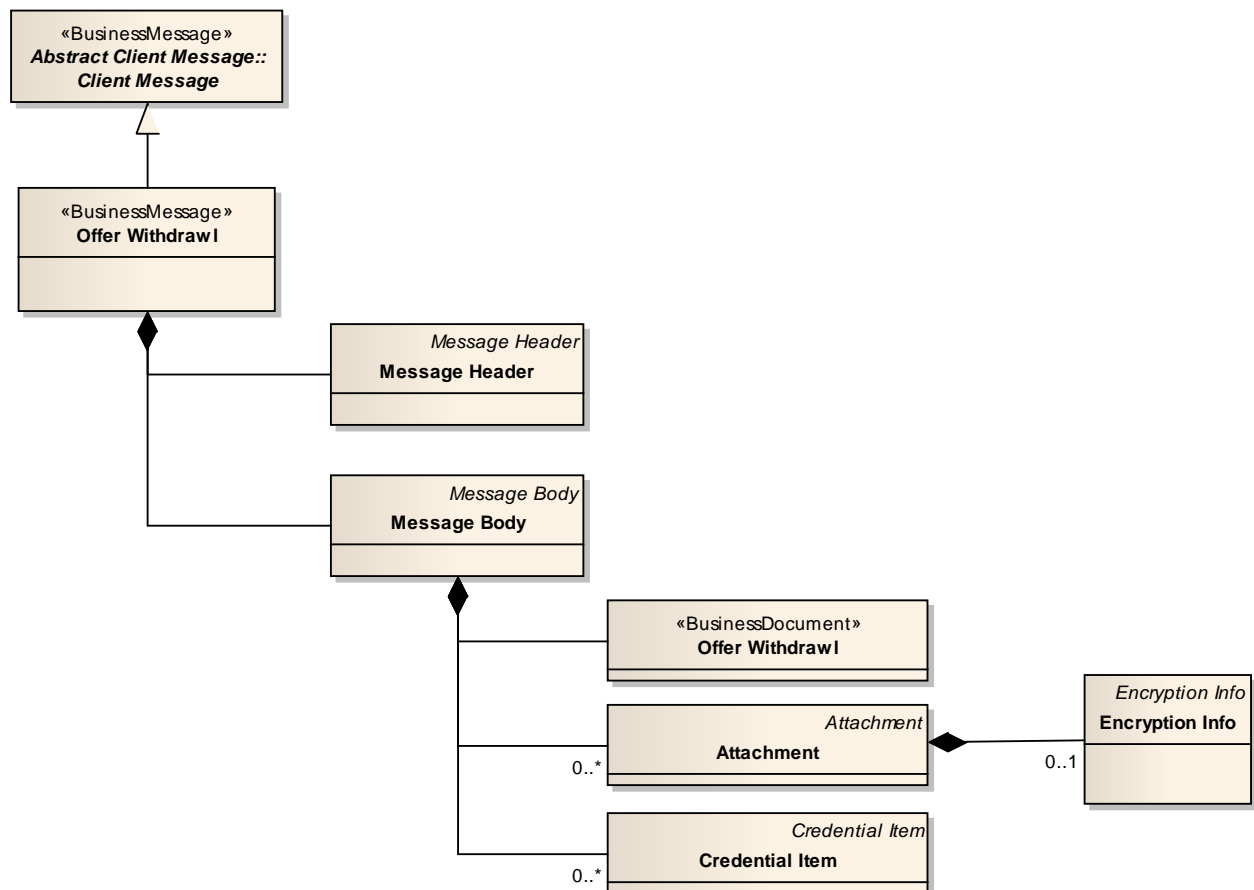 «BusinessMessage»
Abstract Client Message::
Client Message
«BusinessMessage»
Offer Withdrawl
Message Header
Message Header
Message Body
Message Body
«BusinessDocument»
Offer Withdrawl
Attachment
Attachment
0..*
Encryption Info
Encryption Info
0..1
Credential Item
Credential Item
0..*